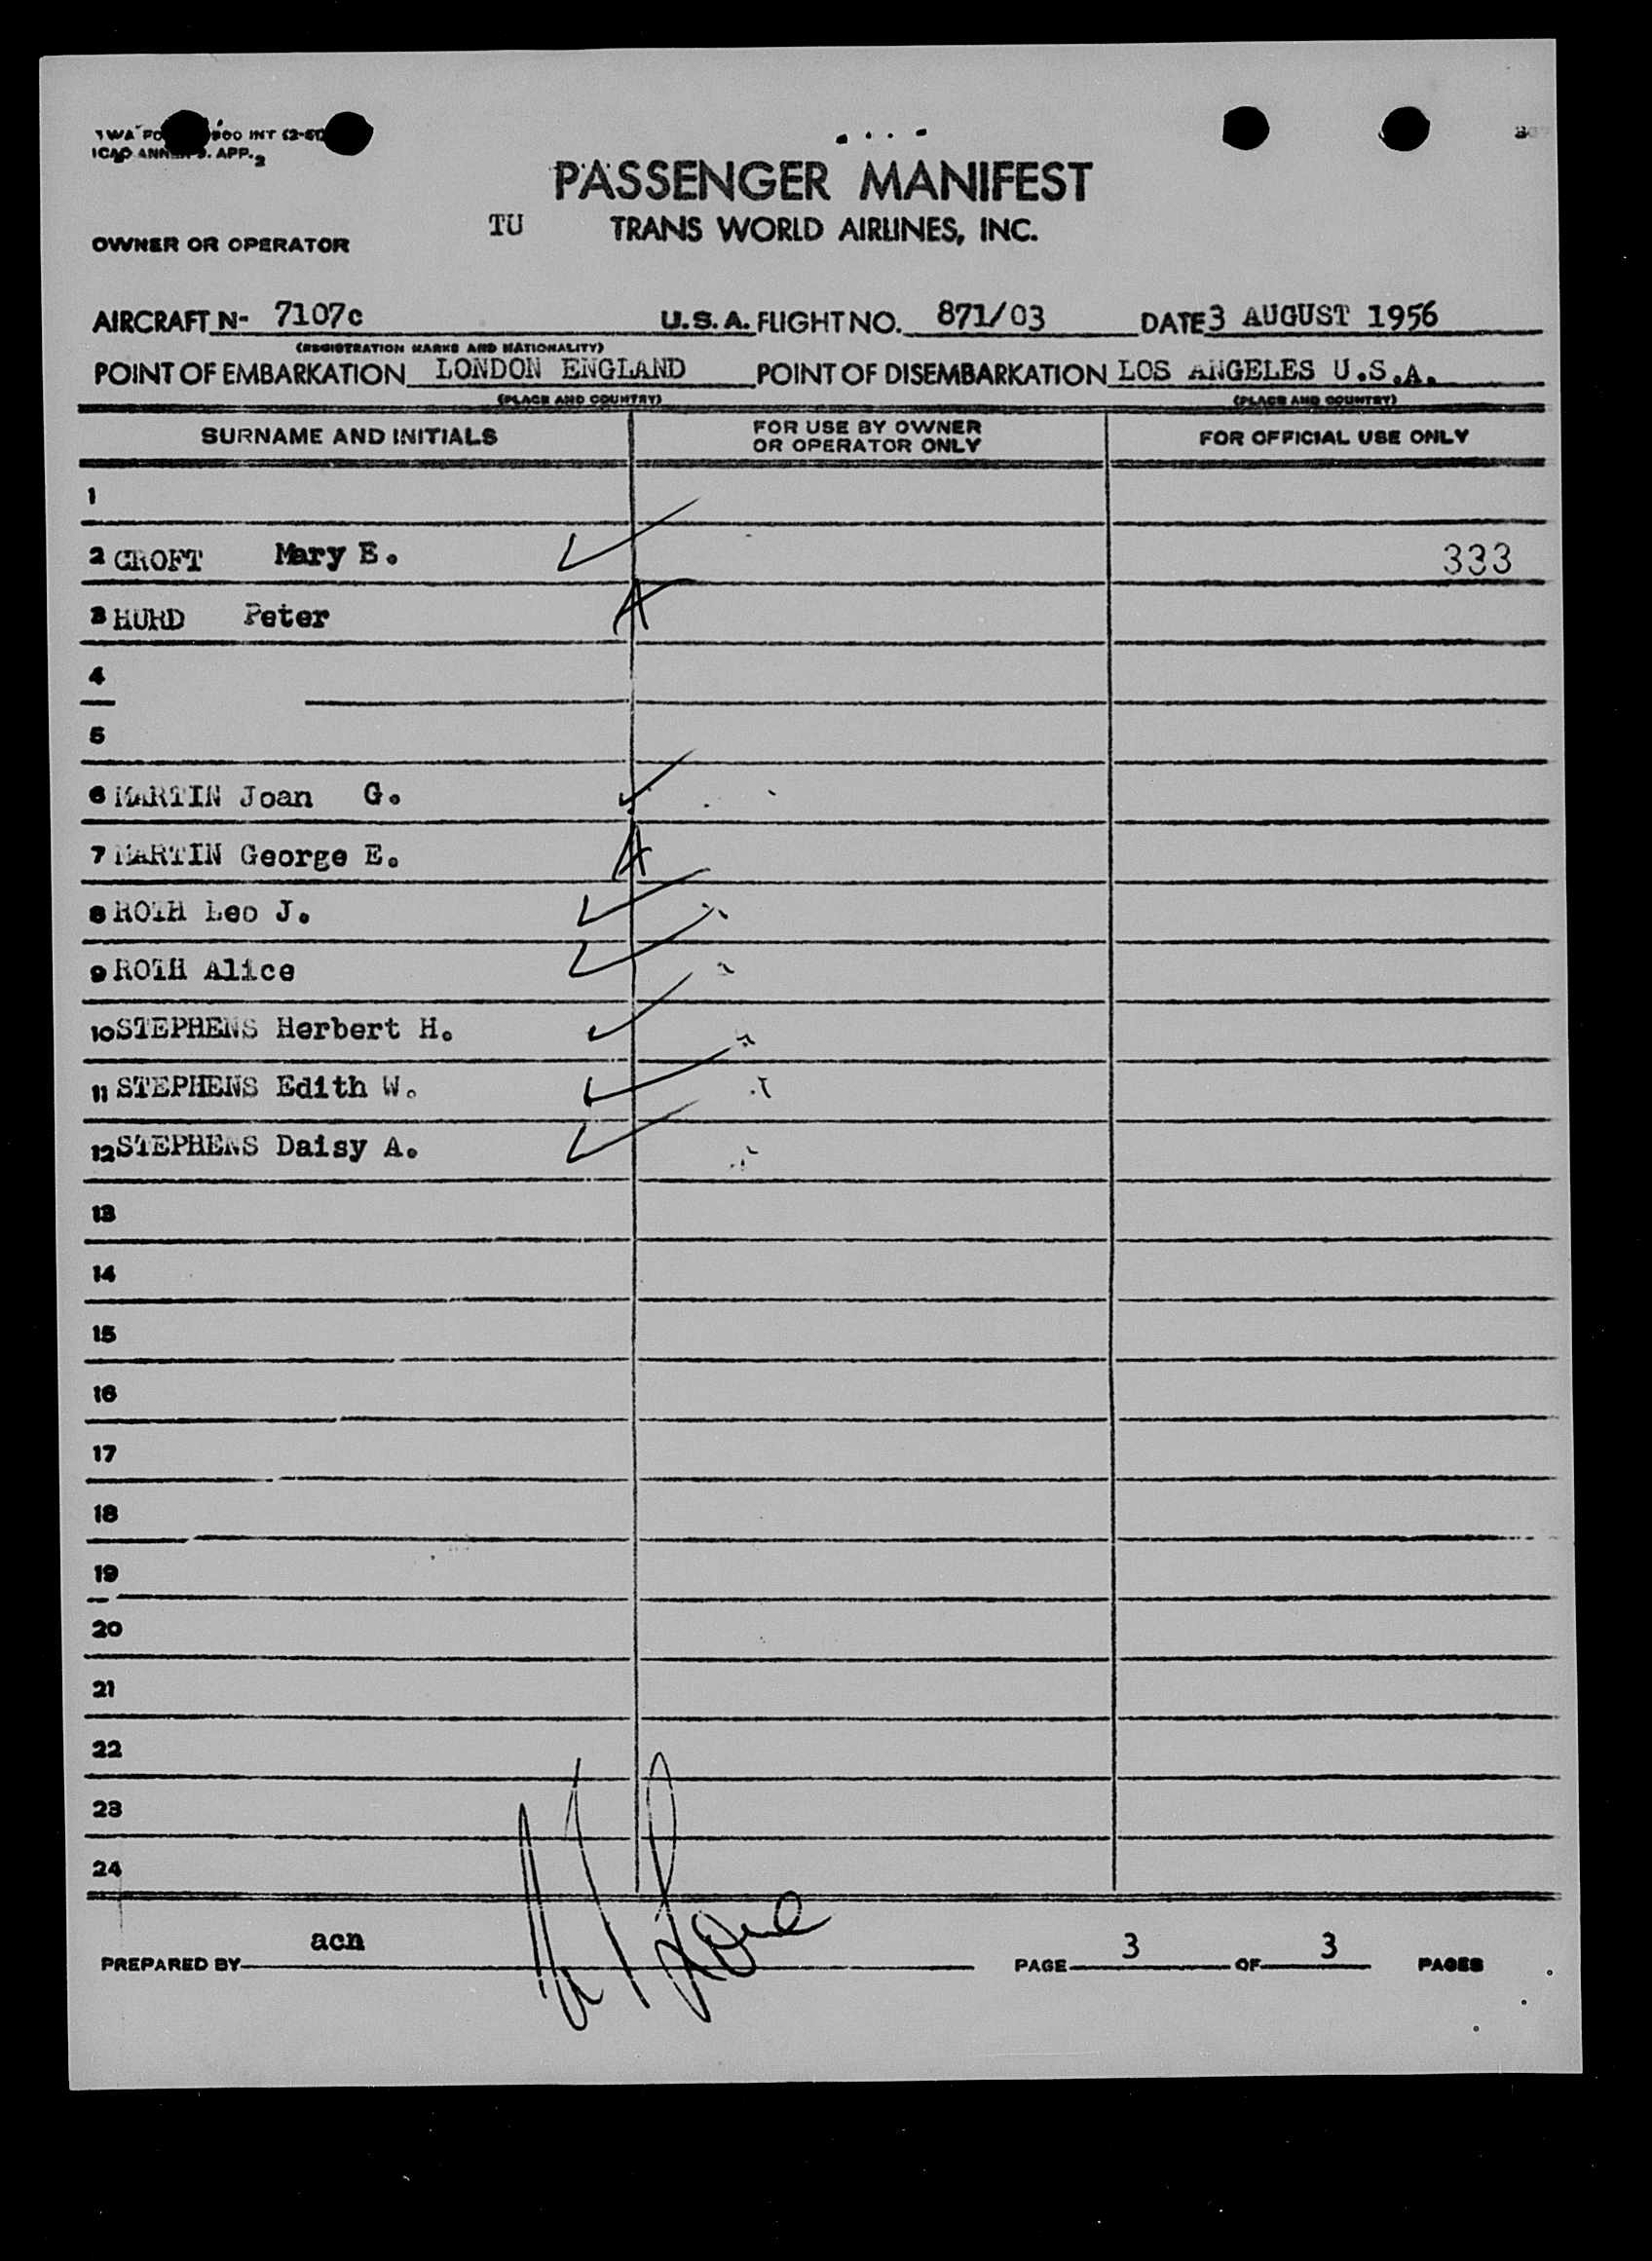 INT
ICAO APP. 2
PASSENGER MANIFEST
TU TRANS WORLD AIRLINES, INC.
OWNER OR OPERATOR
AIRCRAFT N- 7107c U.S.A. FLIGHT NO. 871/03 DATE 3 AUGUST 1956
(REGISTRATION MARKS AND NATIONALITY)
POINT OF EMBARKATION LONDON ENGLAND POINT OF DISEMBARKATION LOS ANGELES U.S.A.
(PLACE AND COUNTRY) (PLACE AND COUNTRY)
SURNAME AND INITIALS FOR USE BY OWNER OR OPERATOR ONLY FOR OFFICIAL USE ONLY
1
2 CROFT Mary E. 333
3 HURD Peter A
4
5
6 MARTIN Joan G.
7 MARTIN George E. A
8 ROTH Leo J.
9 ROTH Alice
10 STEPHENS Herbert H.
11 STEPHENS Edith W.
12 STEPHENS Daisy A.
13
14
15
16
17
18
19
20
21
22
23
24
PREPARED BY acn PAGE 3 OF 3 PAGES